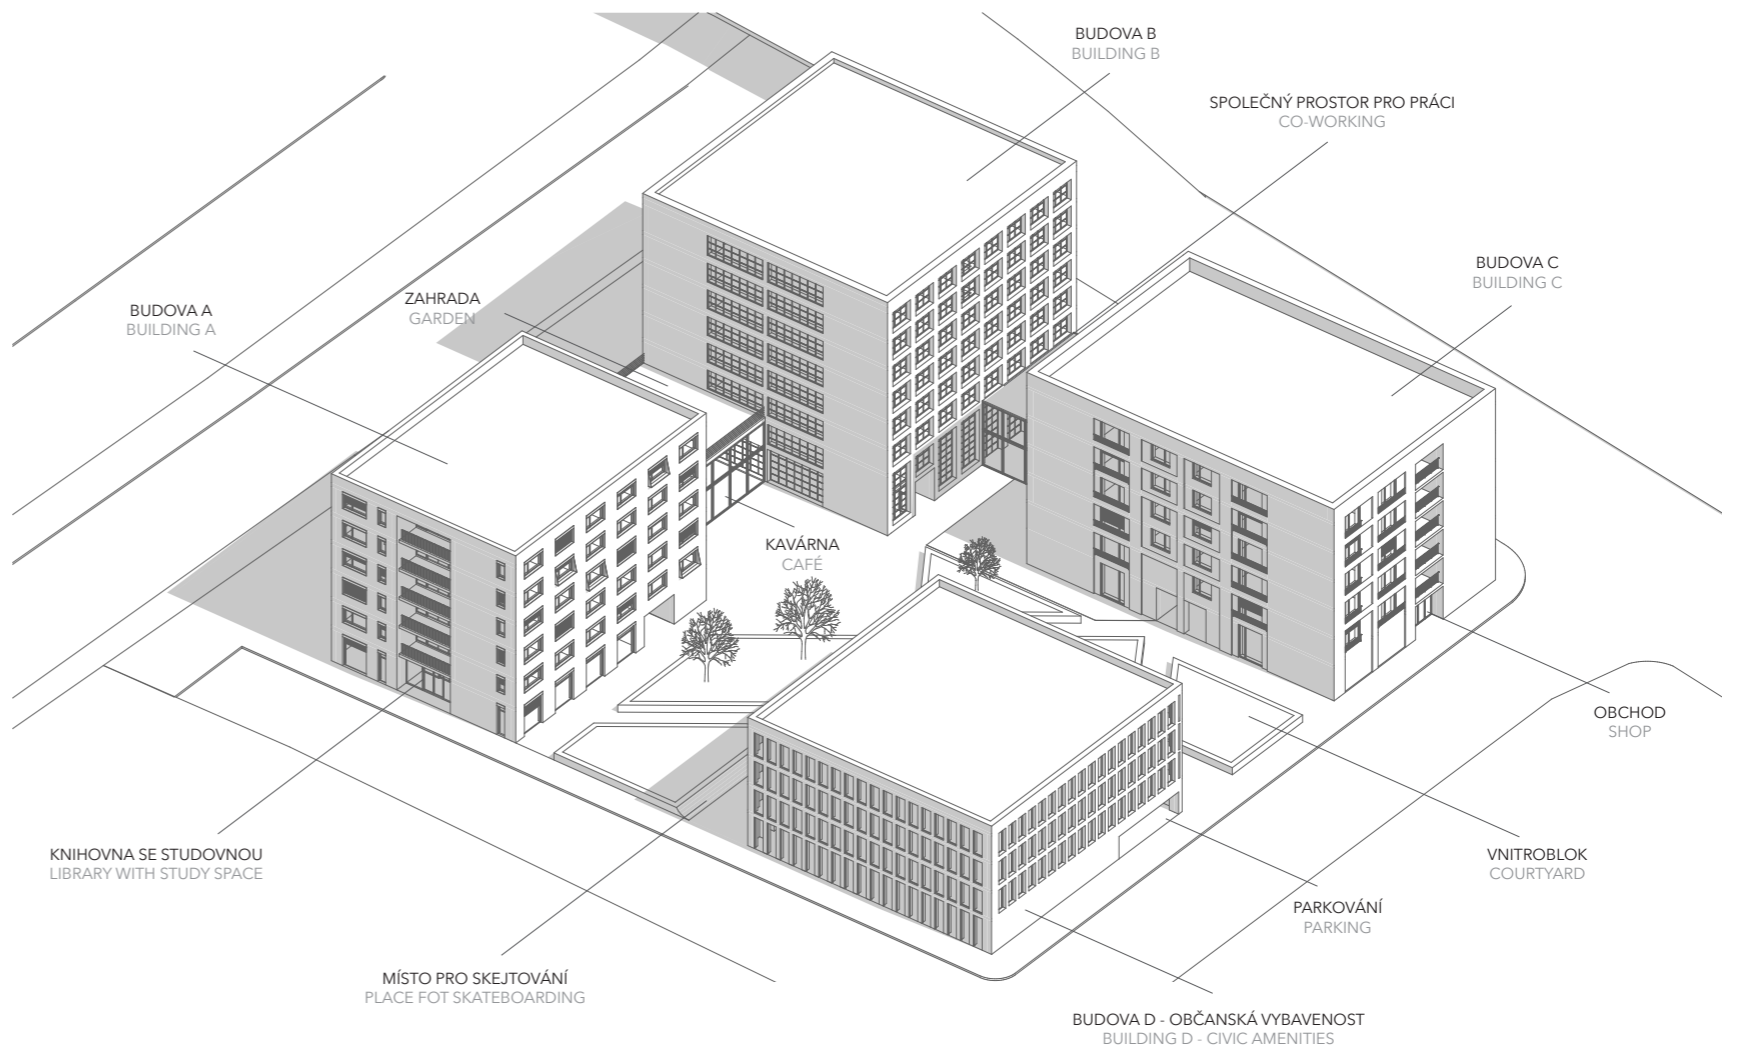 BUDOVA B
BUILDING B
SPOLEČNÝ PROSTOR PRO PRÁCI
CO-WORKING
BUDOVA C
BUILDING C
ZAHRADA
GARDEN
BUDOVA A
BUILDING A
KAVÁRNA
CAFÉ
OBCHOD
SHOP
KNIHOVNA SE STUDOVNOU
LIBRARY WITH STUDY SPACE
VNITROBLOK
COURTYARD
PARKOVÁNÍ
PARKING
MÍSTO PRO SKEJTOVÁNÍ
PLACE FOT SKATEBOARDING
BUDOVA D - OBČANSKÁ VYBAVENOST
BUILDING D - CIVIC AMENITIES